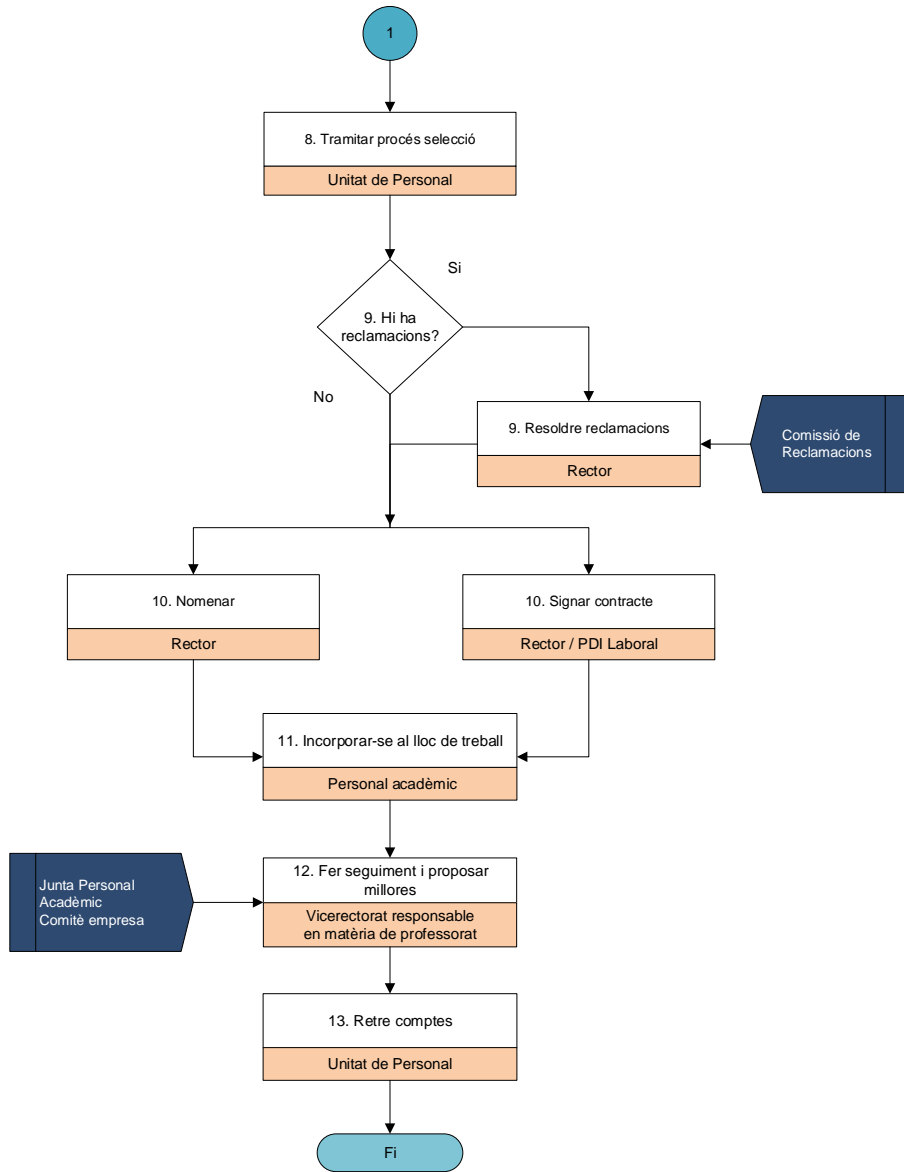 1
8. Tramitar procés selecció
Unitat de Personal
Si
9. Hi ha
reclamacions?
No
9. Resoldre reclamacions
Rector
Comissió de
Reclamacions
10. Nomenar
Rector
10. Signar contracte
Rector / PDI Laboral
11. Incorporar-se al lloc de treball
Personal acadèmic
Junta Personal
Acadèmic
Comitè empresa
12. Fer seguiment i proposar
millores
Vicerectorat responsable
en matèria de professorat
13. Retre comptes
Unitat de Personal
Fi